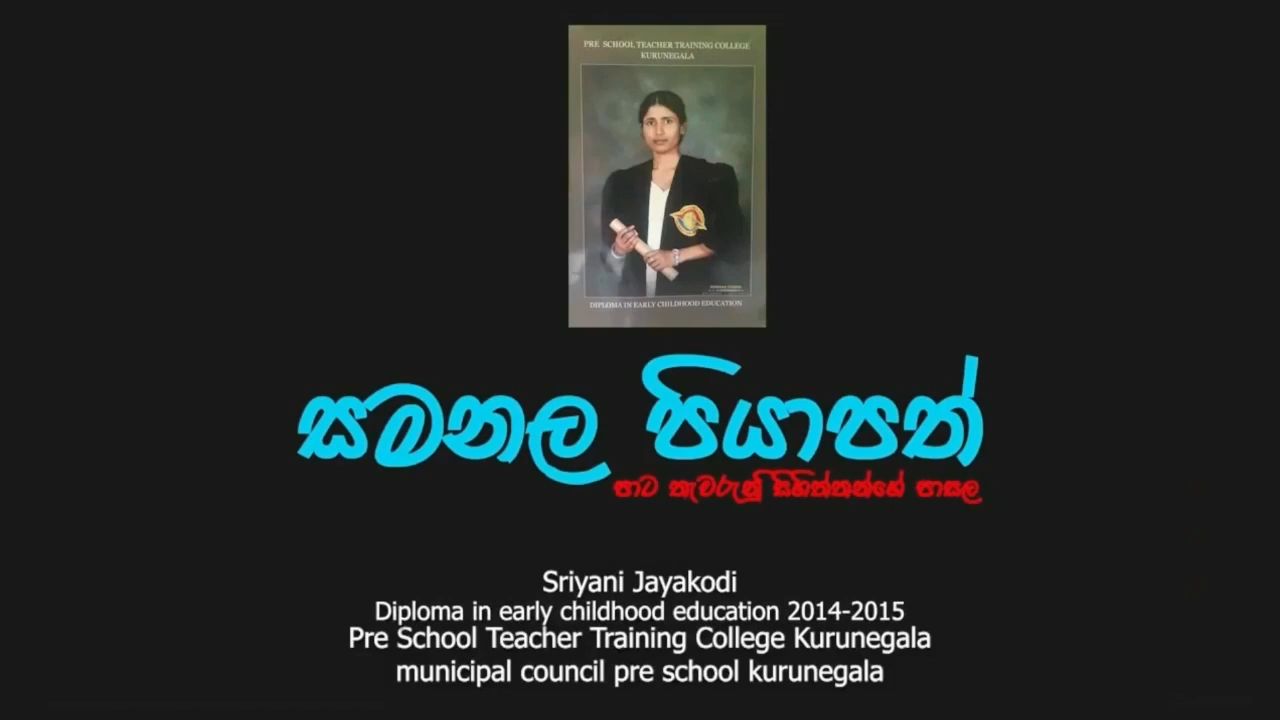 PRE SCHOOL TEACHER TRAINING COLLEGE
KURUNEGALA
DIPLOMA IN EARLY CHILDHOOD EDUCATION
සමනල පියාපත්
පාට තැවරුනු සිහිත්තන්ගේ පාසල
Sriyani Jayakodi
Diploma in early childhood education 2014-2015
Pre School Teacher Training College Kurunegala
municipal council pre school kurunegala